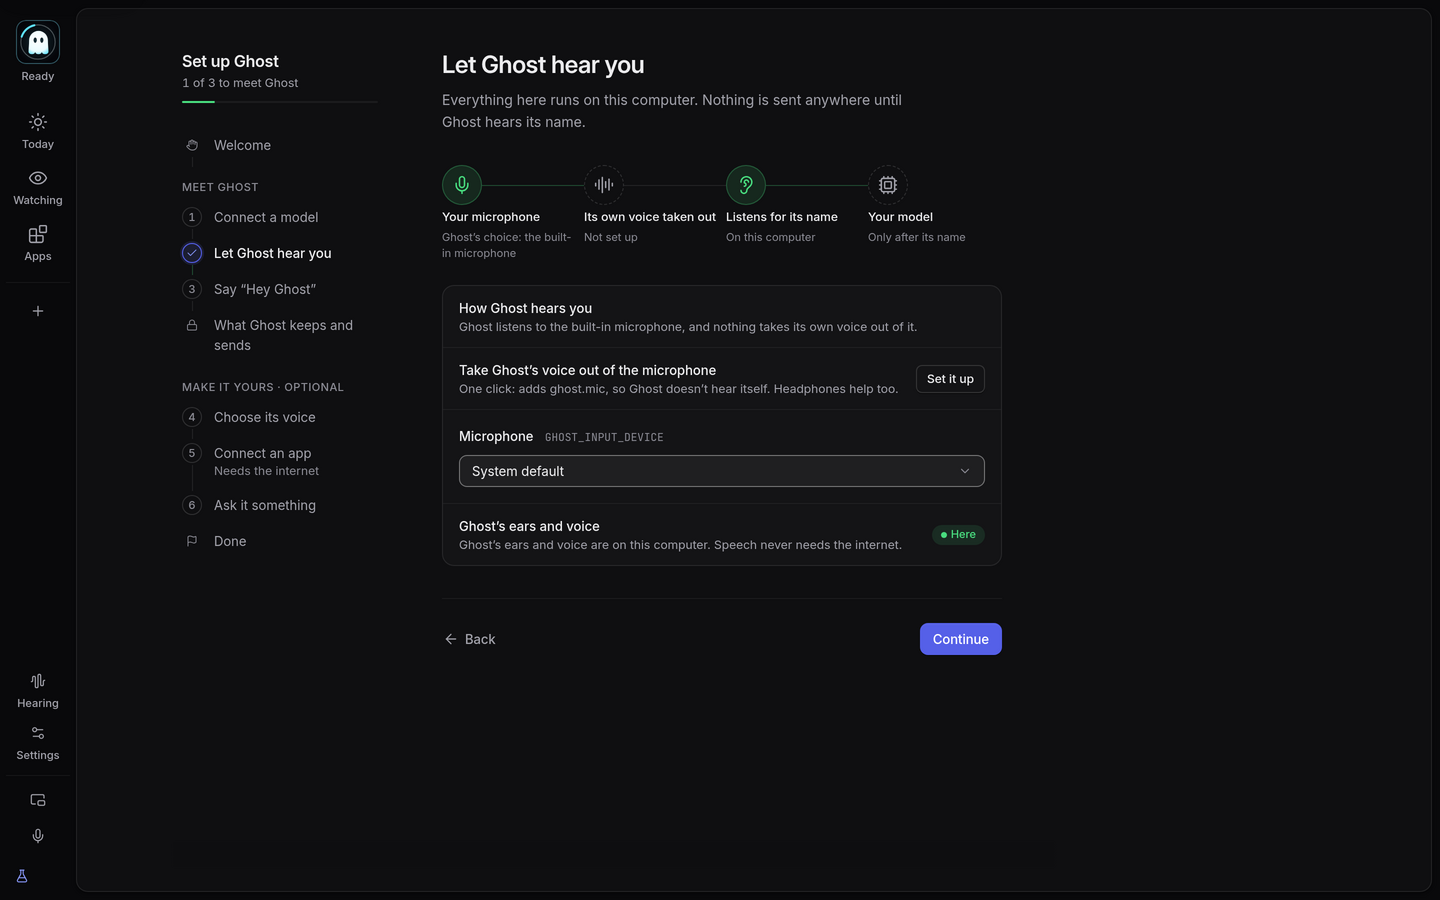 Ready
Today
Watching
Apps
Hearing
Settings
Set up Ghost
1 of 3 to meet Ghost
Welcome
MEET GHOST
1 Connect a model
Let Ghost hear you
3 Say “Hey Ghost”
What Ghost keeps and
sends
MAKE IT YOURS · OPTIONAL
4 Choose its voice
5 Connect an app
Needs the internet
6 Ask it something
Done
Let Ghost hear you
Everything here runs on this computer. Nothing is sent anywhere until
Ghost hears its name.
Your microphone
Ghost’s choice: the built-
in microphone
Its own voice taken out
Not set up
Listens for its name
On this computer
Your model
Only after its name
How Ghost hears you
Ghost listens to the built-in microphone, and nothing takes its own voice out of it.
Take Ghost’s voice out of the microphone
One click: adds ghost.mic, so Ghost doesn’t hear itself. Headphones help too.
Set it up
Microphone GHOST_INPUT_DEVICE
System default
Ghost’s ears and voice
Ghost’s ears and voice are on this computer. Speech never needs the internet.
Here
Back
Continue